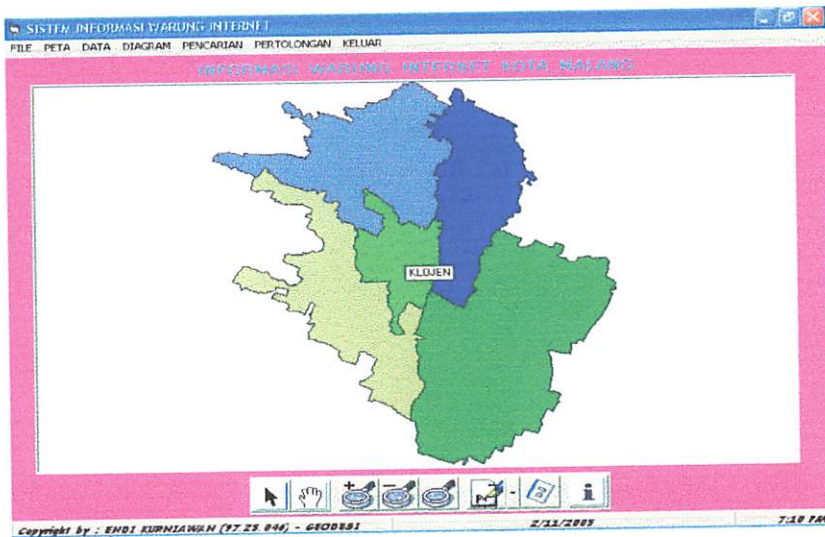 SISTEM INFORMASI WARUNG INTERNET
FILE PETA DATA DIAGRAM PENCARIAN PERTOLONGAN KELUAR
INFORMASI WARUNG INTERNET KOTA MALANG
KLOJEN
Copyright by : ENDI KURNIAWAN (97.25.046) - GEODESI 2/11/2005 7:10 PM